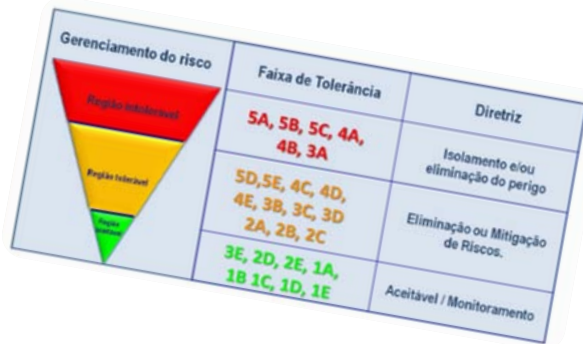 Gerenciamento do risco
Faixa de Tolerância
Diretriz
Região Intolerável
5A, 5B, 5C, 4A,
4B, 3A
Isolamento e/ou
eliminação do perigo
Região tolerável
5D,5E, 4C, 4D,
4E, 3B, 3C, 3D
2A, 2B, 2C
Eliminação ou Mitigação
de Riscos.
Região
3E, 2D, 2E, 1A,
1B 1C, 1D, 1E
Aceitável / Monitoramento